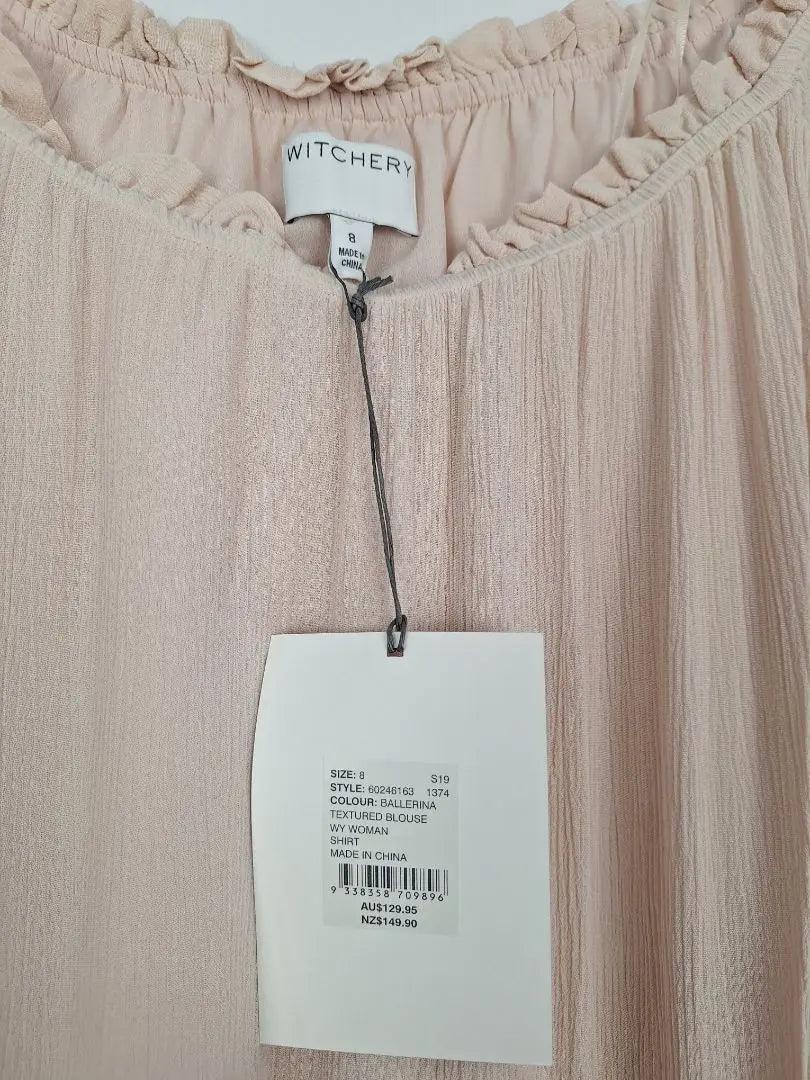 WITCHERY
8
MADE IN
CHINA
SIZE: 8 S19
STYLE: 60246163 1374
COLOUR: BALLERINA
TEXTURED BLOUSE
WY WOMAN
SHIRT
MADE IN CHINA
9 338358 709896
AU$129.95
NZ$149.90